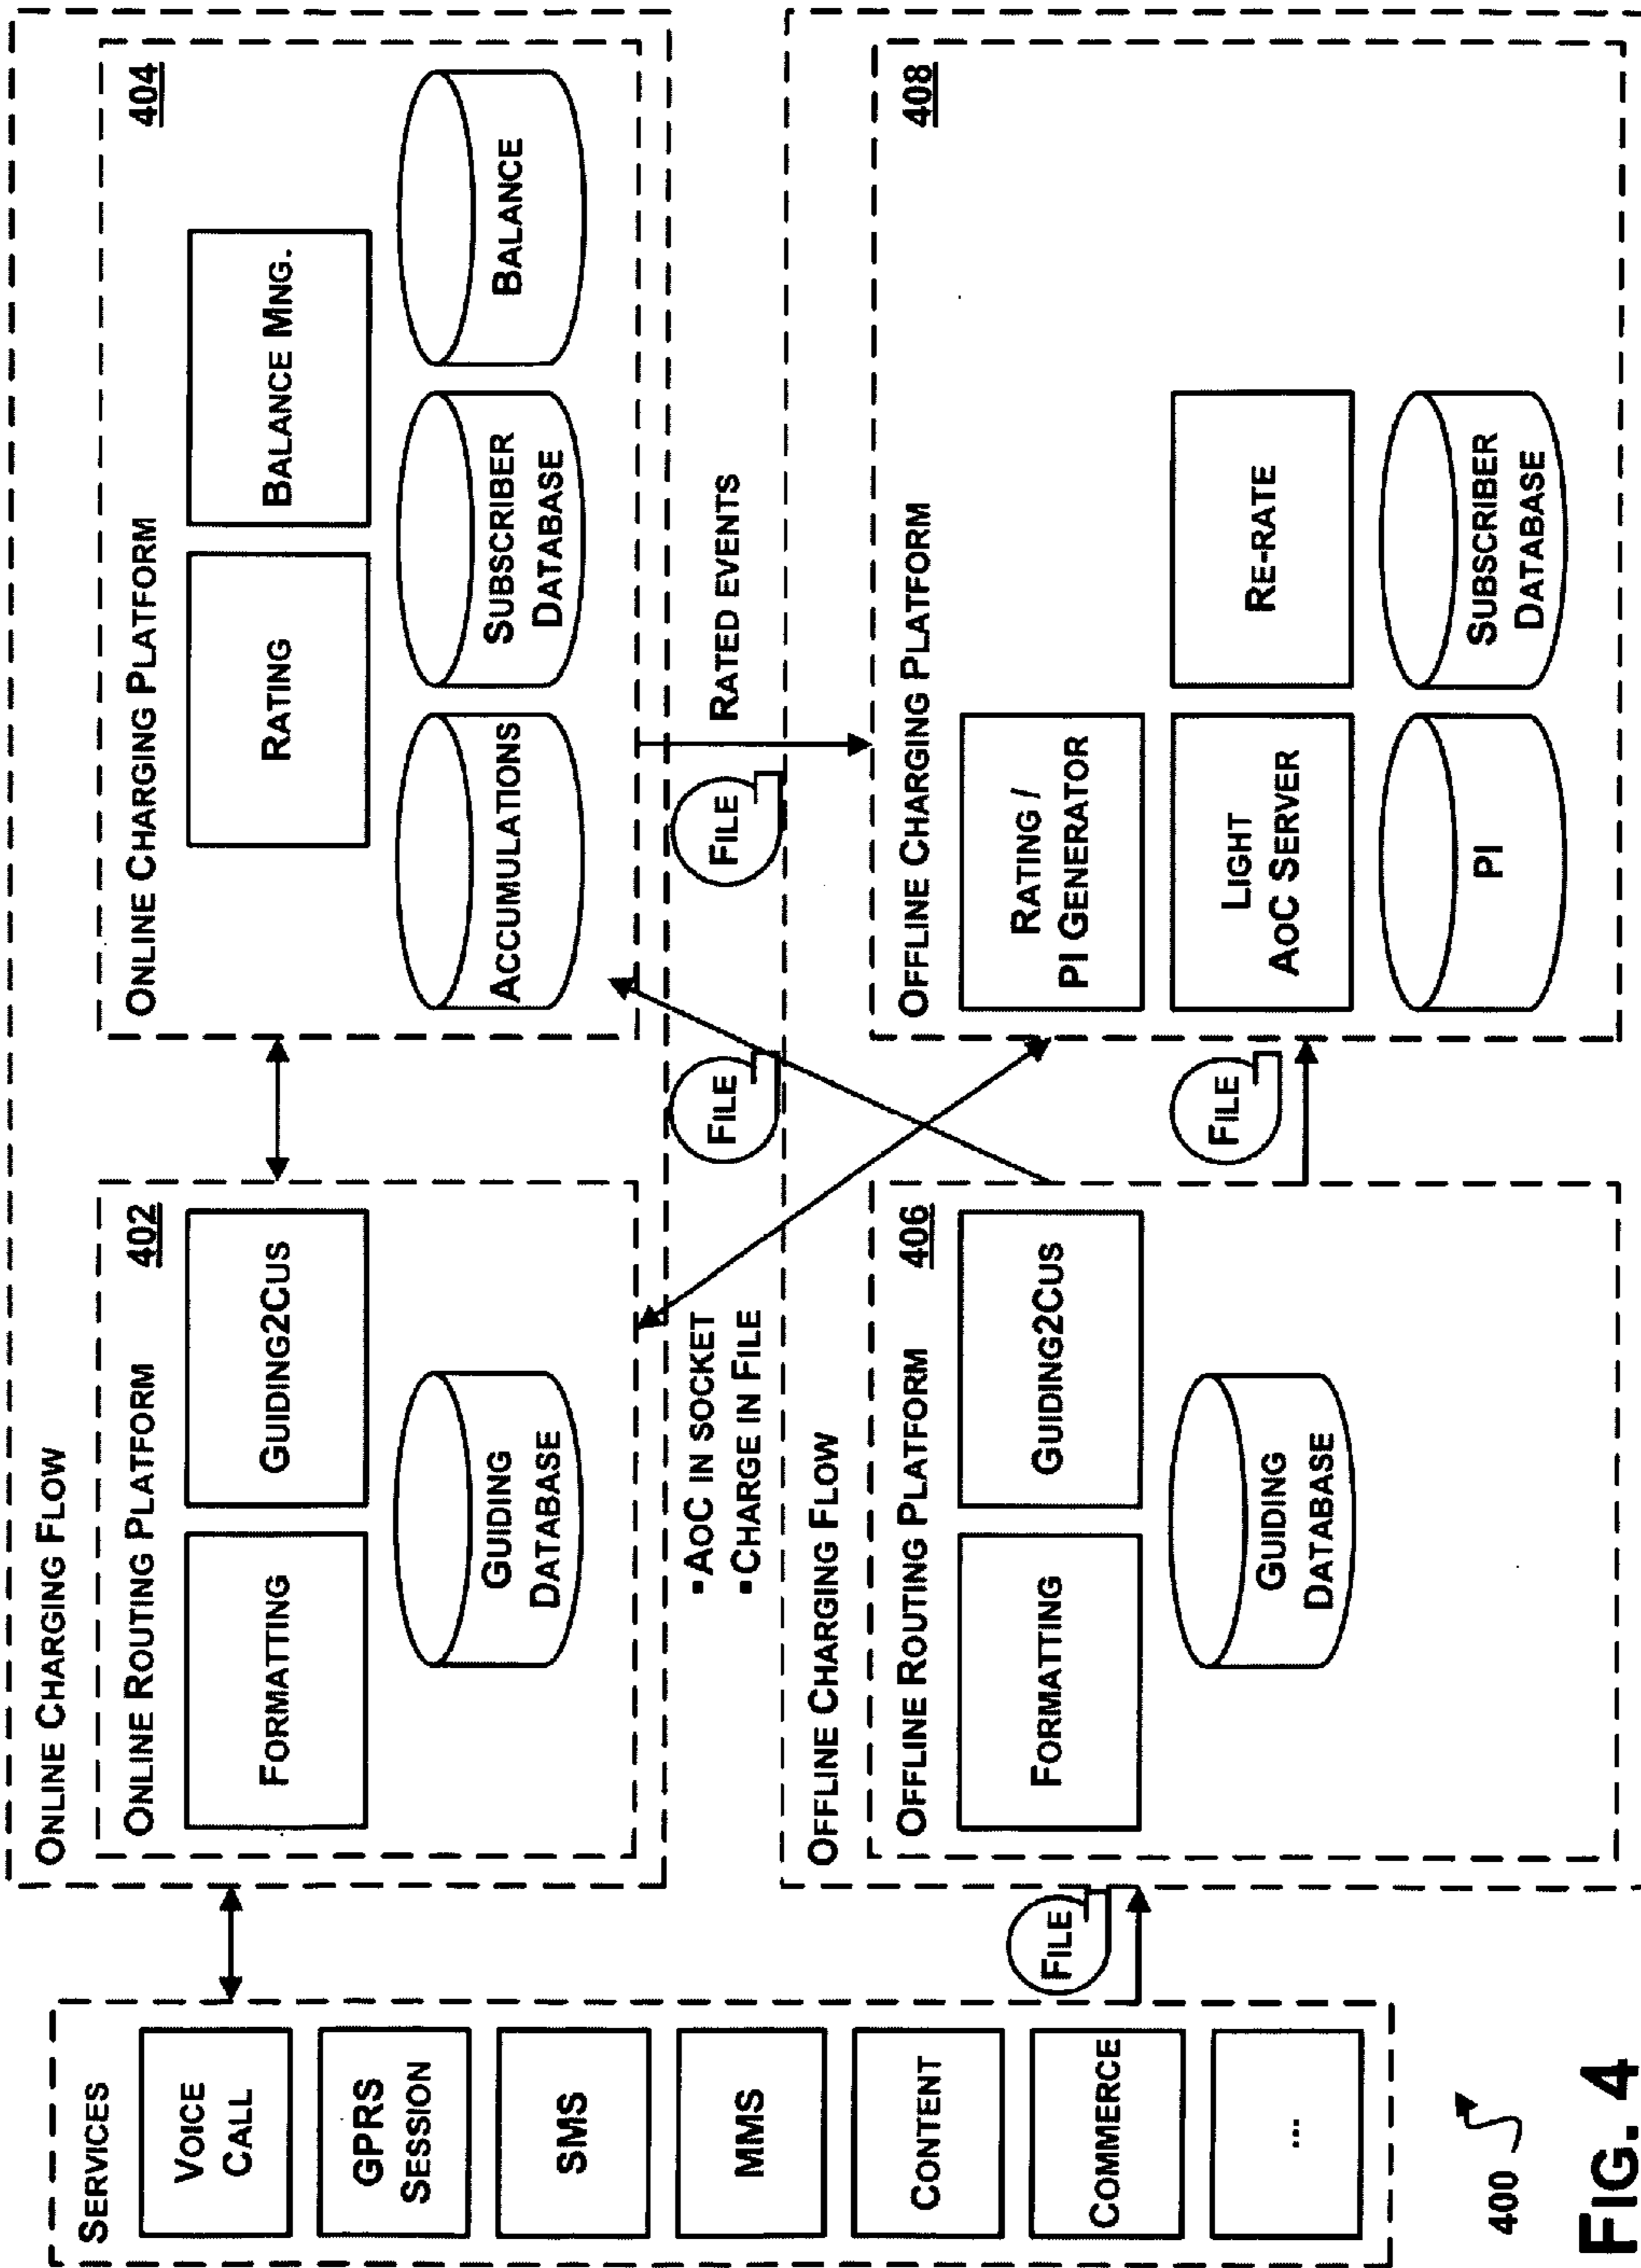 SERVICES
VOICE
CALL
GPRS
SESSION
SMS
MMS
CONTENT
COMMERCE
...
ONLINE CHARGING FLOW
ONLINE ROUTING PLATFORM
402
FORMATTING
GUIDING2CUS
GUIDING
DATABASE
ONLINE CHARGING PLATFORM
404
RATING
BALANCE MNG.
ACCUMULATIONS
SUBSCRIBER
DATABASE
BALANCE
▪AOC IN SOCKET
▪CHARGE IN FILE
FILE
FILE
RATED EVENTS
OFFLINE CHARGING FLOW
FILE
OFFLINE ROUTING PLATFORM
406
FORMATTING
GUIDING2CUS
GUIDING
DATABASE
FILE
OFFLINE CHARGING PLATFORM
408
RATING /
PI GENERATOR
LIGHT
AOC SERVER
RE-RATE
PI
SUBSCRIBER
DATABASE
400
FIG. 4